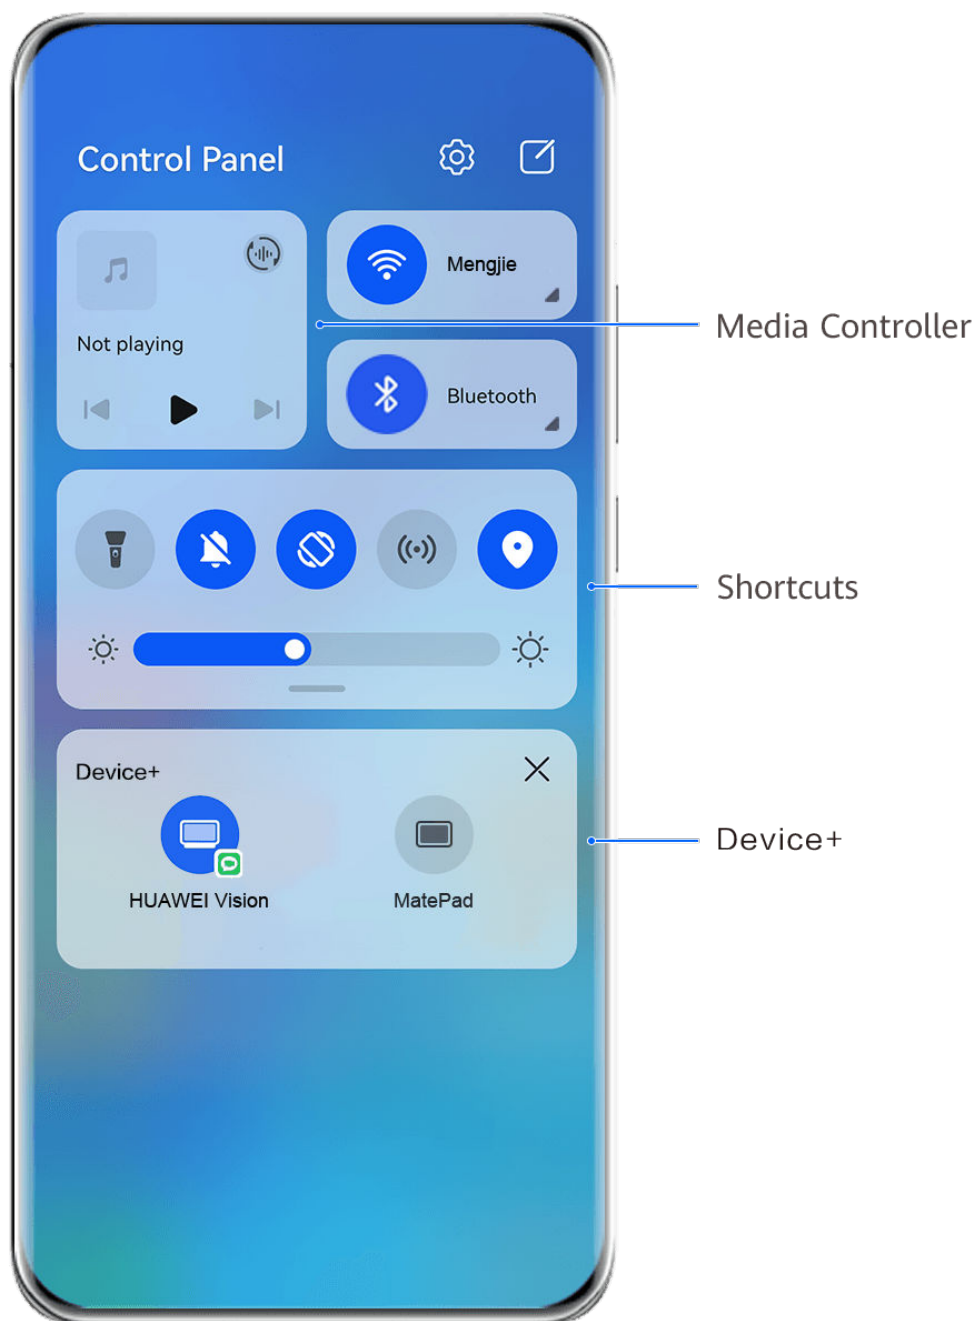 Control Panel
Mengjie
Not playing
Bluetooth
Media Controller
Shortcuts
Device+
HUAWEI Vision
MatePad
Device+